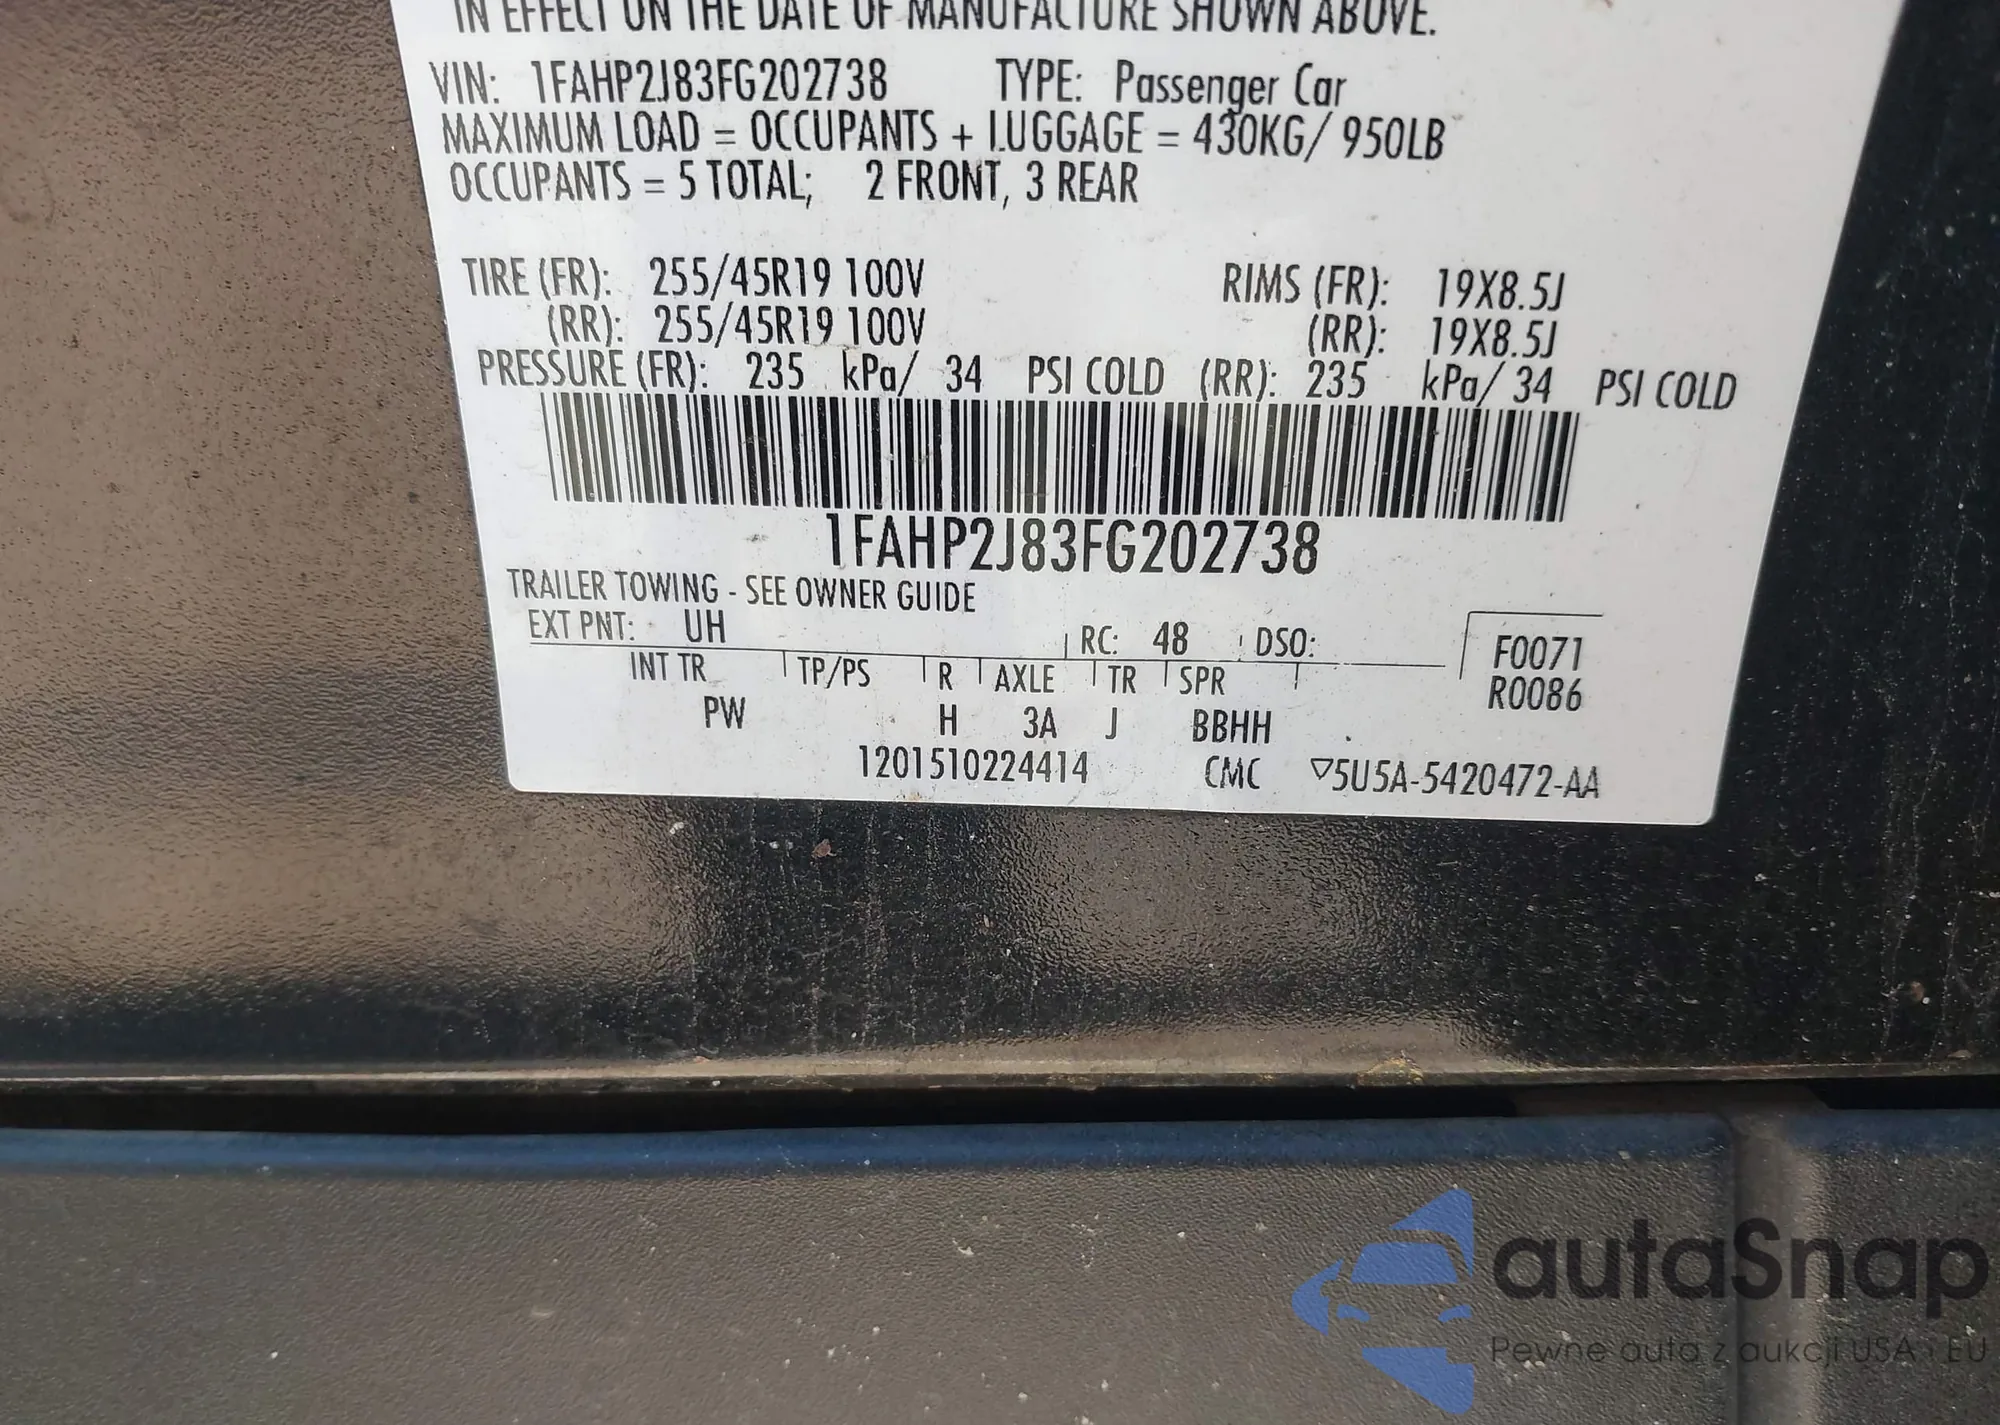 IN EFFECT ON THE DATE OF MANUFACTURE SHOWN ABOVE.
VIN: 1FAHP2J83FG202738 TYPE: Passenger Car
MAXIMUM LOAD = OCCUPANTS + LUGGAGE = 430KG/ 950LB
OCCUPANTS = 5 TOTAL; 2 FRONT, 3 REAR
TIRE (FR): 255/45R19 100V RIMS (FR): 19X8.5J
(RR): 255/45R19 100V (RR): 19X8.5J
PRESSURE (FR): 235 kPa/ 34 PSI COLD (RR): 235 kPa/ 34 PSI COLD
1FAHP2J83FG202738
TRAILER TOWING - SEE OWNER GUIDE
EXT PNT: UH RC: 48 DSO: F0071
INT TR TP/PS R AXLE TR SPR R0086
PW H 3A J BBHH
1201510224414 CMC ▽5U5A-5420472-AA
autaSnap
Pewne auta z aukcji USA i EU